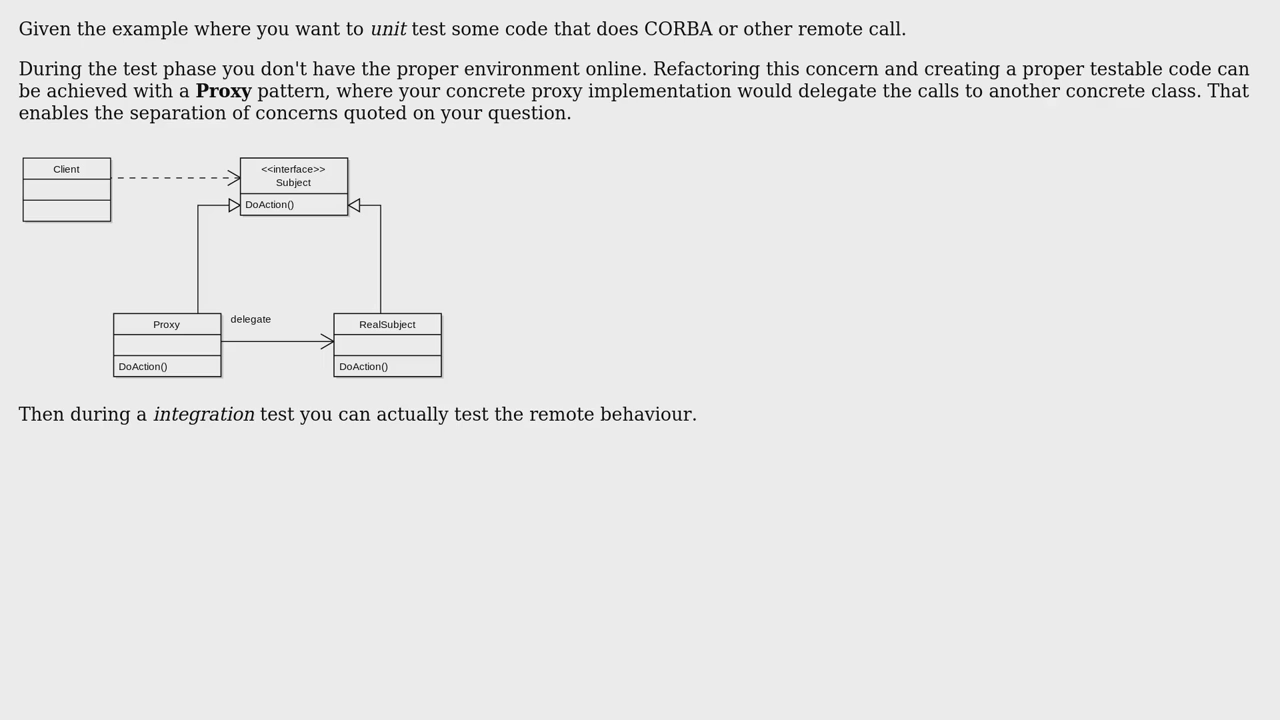 Given the example where you want to unit test some code that does CORBA or other remote call.
During the test phase you don't have the proper environment online. Refactoring this concern and creating a proper testable code can
be achieved with a Proxy pattern, where your concrete proxy implementation would delegate the calls to another concrete class. That
enables the separation of concerns quoted on your question.
Client
<<interface>>
Subject
DoAction()
Proxy
delegate
RealSubject
DoAction()
DoAction()
Then during a integration test you can actually test the remote behaviour.